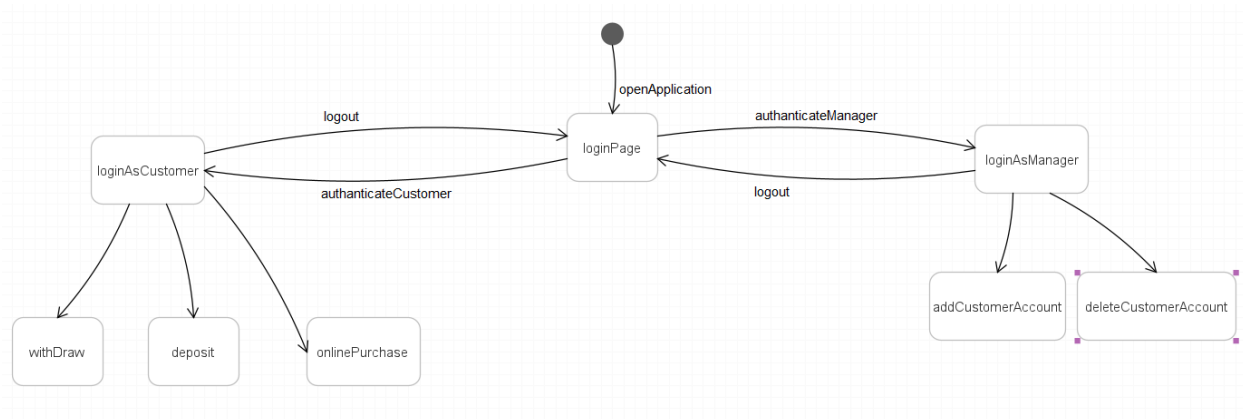 openApplication
logout
authanticateManager
loginPage
loginAsCustomer
loginAsManager
authanticateCustomer
logout
addCustomerAccount
deleteCustomerAccount
withDraw
deposit
onlinePurchase